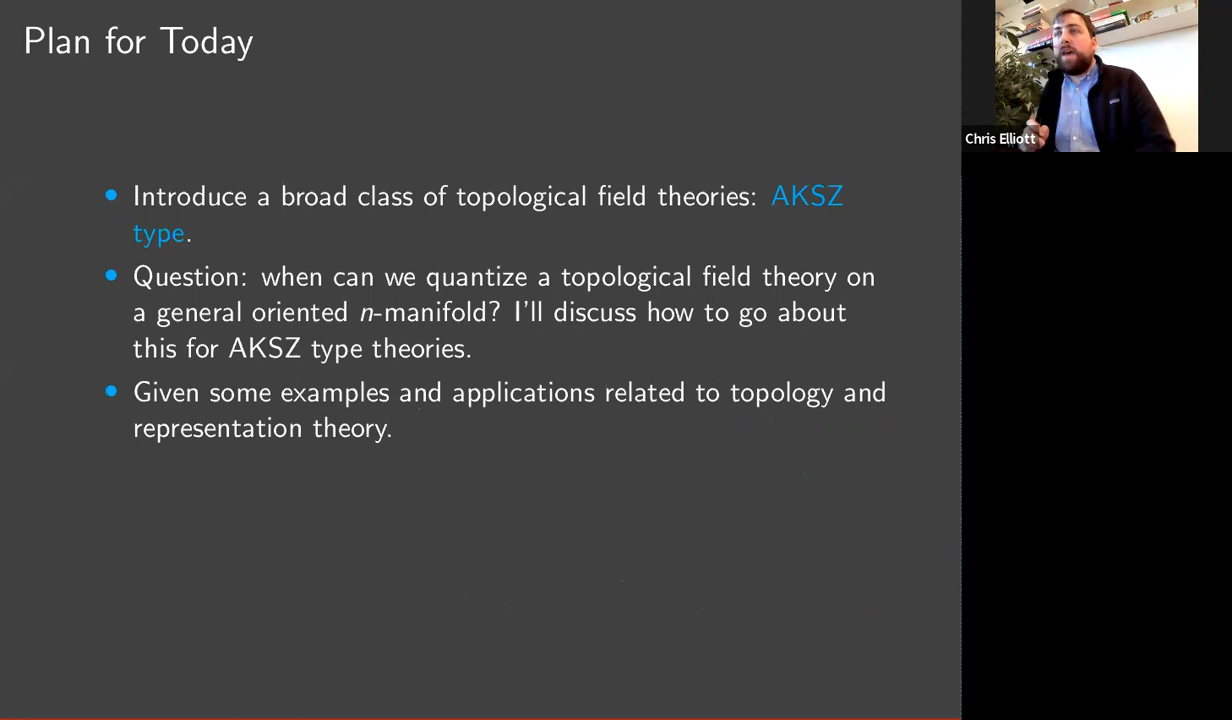 Plan for Today
Chris Elliott
• Introduce a broad class of topological field theories: AKSZ
type.
• Question: when can we quantize a topological field theory on
a general oriented n-manifold? I'll discuss how to go about
this for AKSZ type theories.
• Given some examples and applications related to topology and
representation theory.